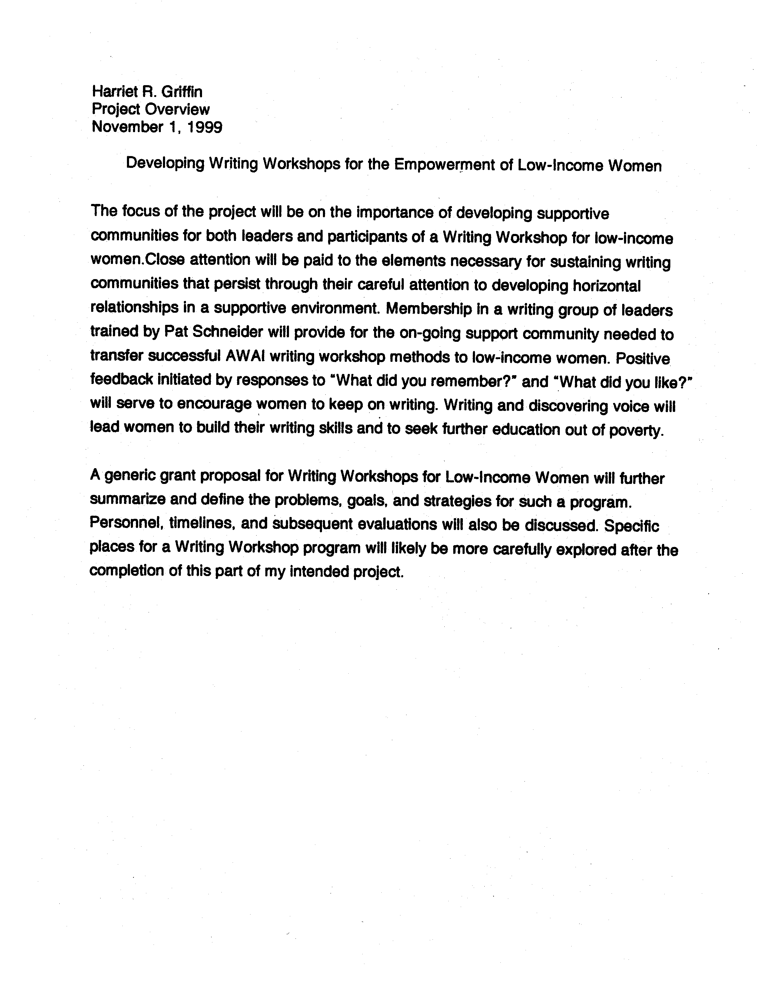 Harriet R. Griffin
Project Overview
November 1, 1999
Developing Writing Workshops for the Empowerment of Low-Income Women
The focus of the project will be on the importance of developing supportive
communities for both leaders and participants of a Writing Workshop for low-income
women.Close attention will be paid to the elements necessary for sustaining writing
communities that persist through their careful attention to developing horizontal
relationships in a supportive environment. Membership in a writing group of leaders
trained by Pat Schneider will provide for the on-going support community needed to
transfer successful AWAI writing workshop methods to low-income women. Positive
feedback initiated by responses to “What did you remember?” and “What did you like?”
will serve to encourage women to keep on writing. Writing and discovering voice will
lead women to build their writing skills and to seek further education out of poverty.
A generic grant proposal for Writing Workshops for Low-Income Women will further
summarize and define the problems, goals, and strategies for such a program.
Personnel, timelines, and subsequent evaluations will also be discussed. Specific
places for a Writing Workshop program will likely be more carefully explored after the
completion of this part of my intended project.